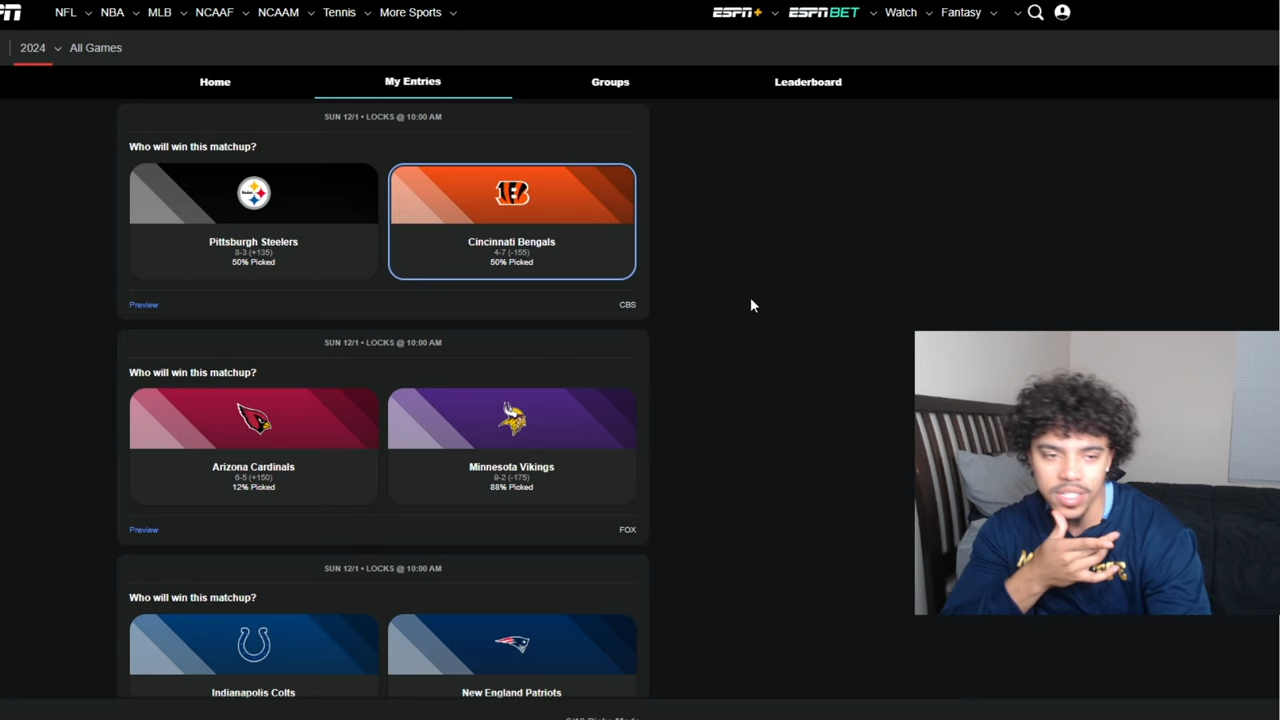 NFL NBA MLB NCAAF NCAAM Tennis More Sports ESPN+ ESPN BET Watch Fantasy
2024 All Games
Home My Entries Groups Leaderboard
SUN 12/1 • LOCKS @ 10:00 AM
Who will win this matchup?
Pittsburgh Steelers
8-3 (+135)
50% Picked
Cincinnati Bengals
4-7 (-155)
50% Picked
Preview CBS
SUN 12/1 • LOCKS @ 10:00 AM
Who will win this matchup?
Arizona Cardinals
6-5 (+150)
12% Picked
Minnesota Vikings
9-2 (-175)
88% Picked
Preview FOX
SUN 12/1 • LOCKS @ 10:00 AM
Who will win this matchup?
Indianapolis Colts
New England Patriots